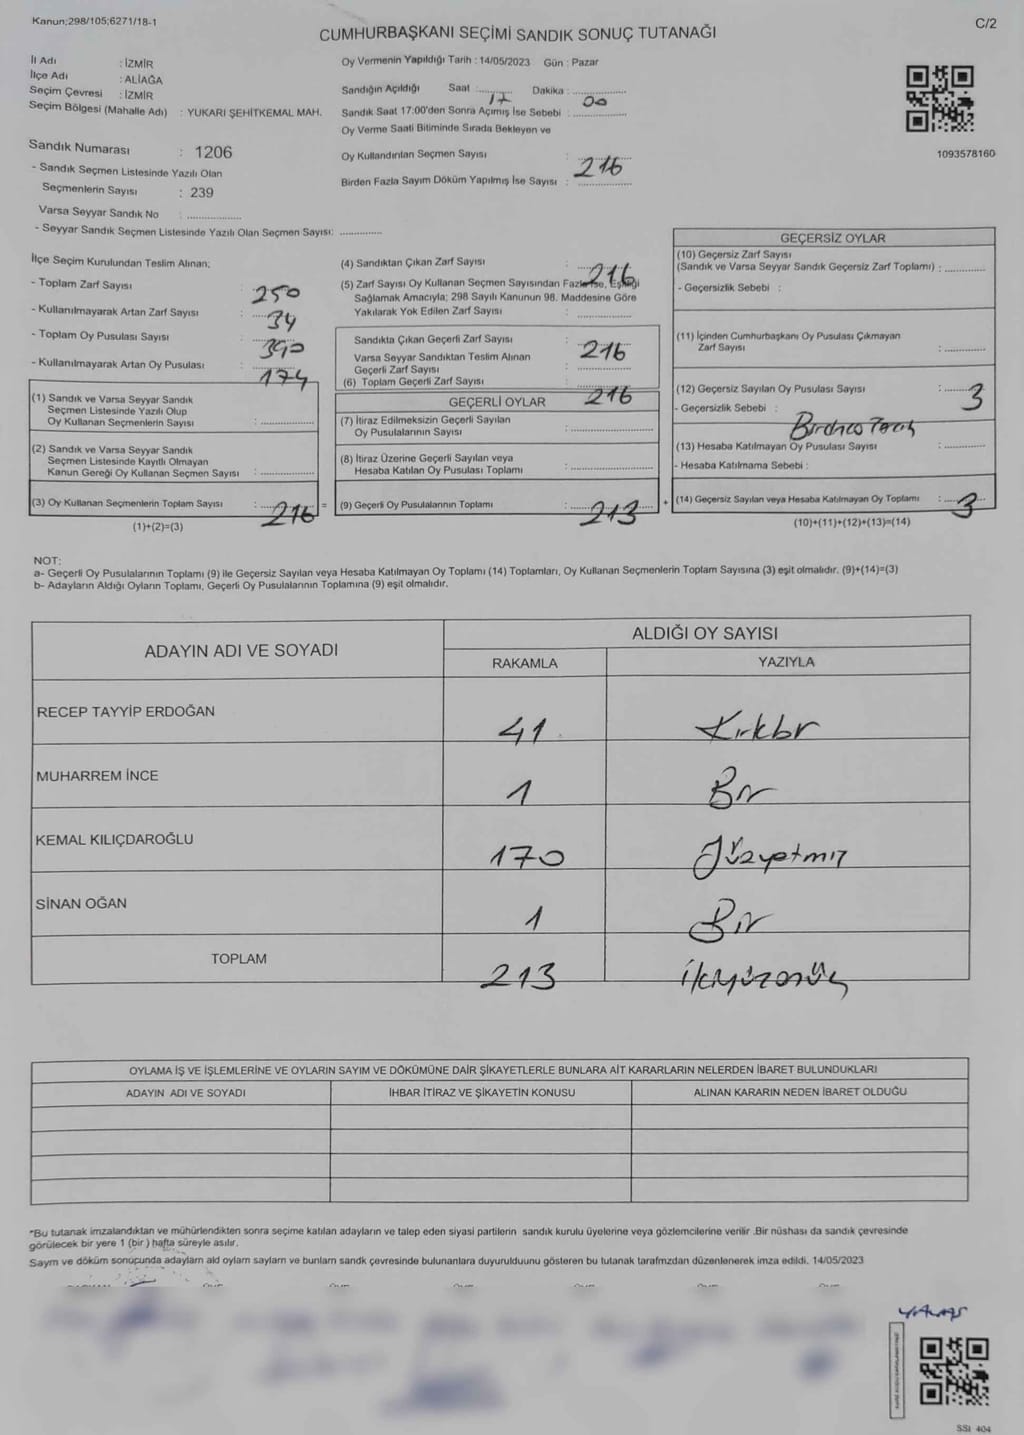 Kanun;298/105;6271/18-1
C/2
CUMHURBAŞKANI SEÇİMİ SANDIK SONUÇ TUTANAĞI
İl Adı : İZMİR
İlçe Adı : ALİAĞA
Seçim Çevresi : İZMİR
Seçim Bölgesi (Mahalle Adı) : YUKARI ŞEHİTKEMAL MAH.
Sandık Numarası : 1206
- Sandık Seçmen Listesinde Yazılı Olan
Seçmenlerin Sayısı : 239
Varsa Seyyar Sandık No : ..................
- Seyyar Sandık Seçmen Listesinde Yazılı Olan Seçmen Sayısı: ..............
Oy Vermenin Yapıldığı Tarih : 14/05/2023 Gün : Pazar
Sandığın Açıldığı Saat : 17 Dakika : 00
Sandık Saat 17:00'den Sonra Açımış İse Sebebi : ..................
Oy Verme Saati Bitiminde Sırada Bekleyen ve
Oy Kullandırılan Seçmen Sayısı : 216
Birden Fazla Sayım Döküm Yapılmış İse Sayısı : ..................
1093578160
İlçe Seçim Kurulundan Teslim Alınan;
- Toplam Zarf Sayısı : 250
- Kullanılmayarak Artan Zarf Sayısı : 34
- Toplam Oy Pusulası Sayısı : 390
- Kullanılmayarak Artan Oy Pusulası : 174
(1) Sandık ve Varsa Seyyar Sandık
Seçmen Listesinde Yazılı Olup
Oy Kullanan Seçmenlerin Sayısı : ..................
(2) Sandık ve Varsa Seyyar Sandık
Seçmen Listesinde Kayıtlı Olmayan
Kanun Gereği Oy Kullanan Seçmen Sayısı : ..................
(3) Oy Kullanan Seçmenlerin Toplam Sayısı : 216 =
(1)+(2)=(3)
(4) Sandıktan Çıkan Zarf Sayısı : 216
(5) Zarf Sayısı Oy Kullanan Seçmen Sayısından Fazla İse, Eşitliği
Sağlamak Amacıyla; 298 Sayılı Kanunun 98. Maddesine Göre
Yakılarak Yok Edilen Zarf Sayısı : ..................
Sandıkta Çıkan Geçerli Zarf Sayısı : 216
Varsa Seyyar Sandıktan Teslim Alınan
Geçerli Zarf Sayısı : ..................
(6) Toplam Geçerli Zarf Sayısı : 216
GEÇERLİ OYLAR
(7) İtiraz Edilmeksizin Geçerli Sayılan
Oy Pusulalarının Sayısı : ..................
(8) İtiraz Üzerine Geçerli Sayılan veya
Hesaba Katılan Oy Pusulası Toplamı : ..................
(9) Geçerli Oy Pusulalarının Toplamı : 213 +
GEÇERSİZ OYLAR
(10) Geçersiz Zarf Sayısı
(Sandık ve Varsa Seyyar Sandık Geçersiz Zarf Toplamı) : ..............
- Geçersizlik Sebebi :
(11) İçinden Cumhurbaşkanı Oy Pusulası Çıkmayan
Zarf Sayısı : ..............
(12) Geçersiz Sayılan Oy Pusulası Sayısı : 3
- Geçersizlik Sebebi :
(13) Hesaba Katılmayan Oy Pusulası Sayısı : ..............
- Hesaba Katılmama Sebebi :
(14) Geçersiz Sayılan veya Hesaba Katılmayan Oy Toplamı : 3
(10)+(11)+(12)+(13)=(14)
NOT:
a- Geçerli Oy Pusulalarının Toplamı (9) ile Geçersiz Sayılan veya Hesaba Katılmayan Oy Toplamı (14) Toplamları, Oy Kullanan Seçmenlerin Toplam Sayısına (3) eşit olmalıdır. (9)+(14)=(3)
b- Adayların Aldığı Oyların Toplamı, Geçerli Oy Pusulalarının Toplamına (9) eşit olmalıdır.
ADAYIN ADI VE SOYADI
ALDIĞI OY SAYISI
RAKAMLA YAZIYLA
RECEP TAYYİP ERDOĞAN 41 Kırkbir
MUHARREM İNCE 1 Bir
KEMAL KILIÇDAROĞLU 170 Yüzyetmiş
SİNAN OĞAN 1 Bir
TOPLAM 213 İkiyüzonüç
OYLAMA İŞ VE İŞLEMLERİNE VE OYLARIN SAYIM VE DÖKÜMÜNE DAİR ŞİKAYETLERLE BUNLARA AİT KARARLARIN NELERDEN İBARET BULUNDUKLARI
ADAYIN ADI VE SOYADI İHBAR İTİRAZ VE ŞİKAYETİN KONUSU ALINAN KARARIN NEDEN İBARET OLDUĞU
*Bu tutanak imzalandıktan ve mühürlendikten sonra seçime katılan adayların ve talep eden siyasi partilerin sandık kurulu üyelerine veya gözlemcilerine verilir .Bir nüshası da sandık çevresinde
görülecek bir yere 1 (bir ) hafta süreyle asılır.
Sayım ve döküm sonuçunda adayların ald oyların sayların ve bunların sandk çevresinde bulunanlara duyurulduunu gösteren bu tutanak tarafmzdan düzenlenerek imza edildi. 14/05/2023
SSI 404